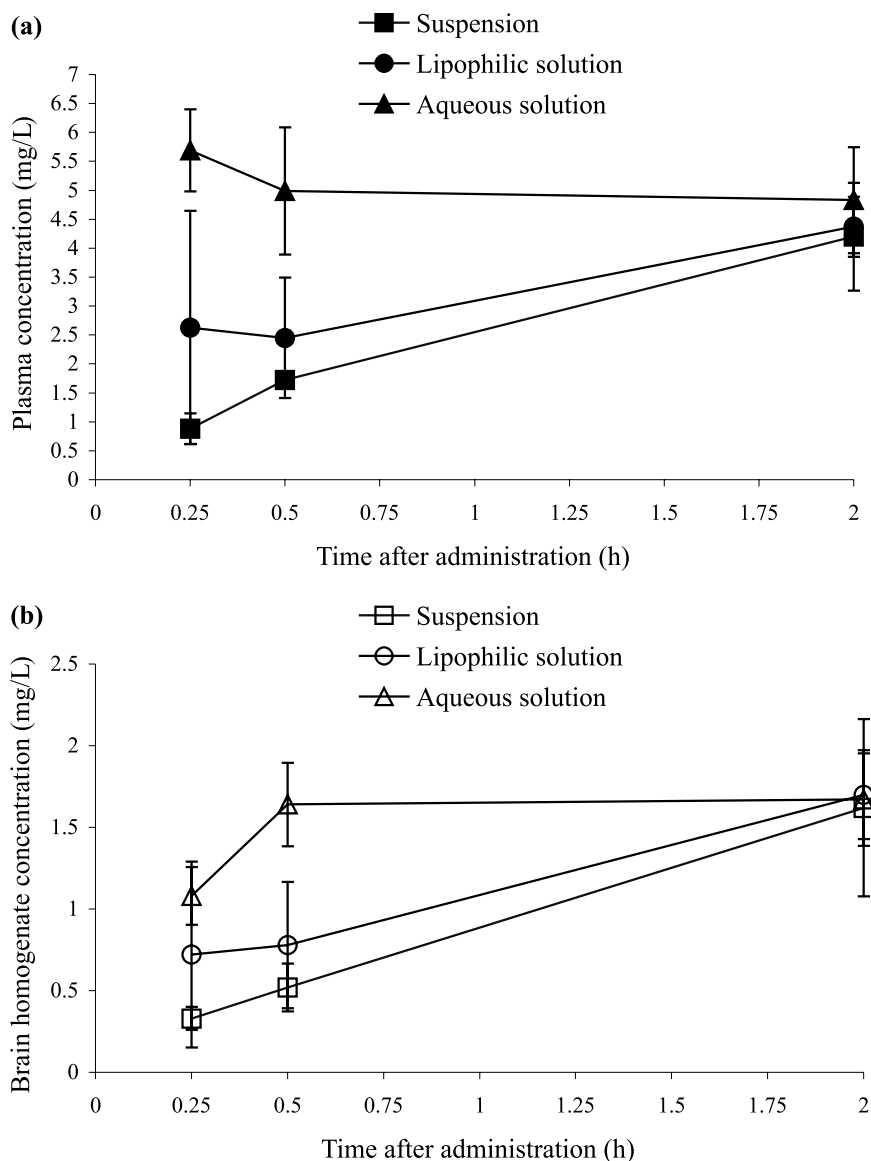 (a)
Suspension
Lipophilic solution
Aqueous solution
Plasma concentration (mg/L)
7
6.5
6
5.5
5
4.5
4
3.5
3
2.5
2
1.5
1
0.5
0
0 0.25 0.5 0.75 1 1.25 1.5 1.75 2
Time after administration (h)
(b)
Suspension
Lipophilic solution
Aqueous solution
Brain homogenate concentration (mg/L)
2.5
2
1.5
1
0.5
0
0 0.25 0.5 0.75 1 1.25 1.5 1.75 2
Time after administration (h)